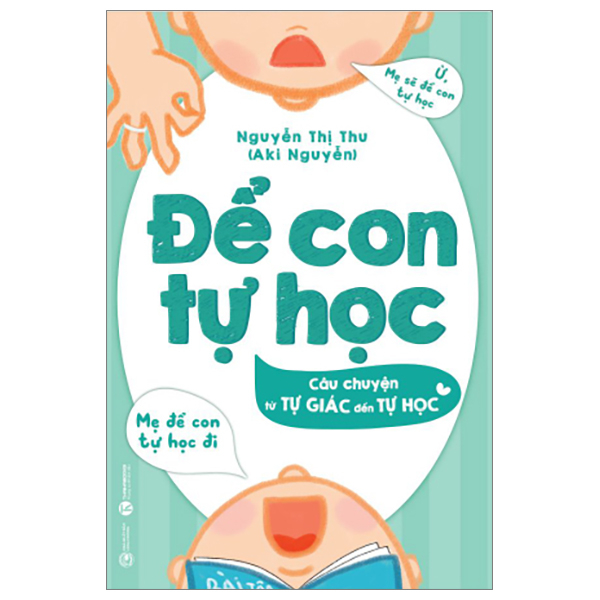 Ừ,
Mẹ sẽ để con
tự học
Nguyễn Thị Thu
(Aki Nguyễn)
Để con
tự học
Câu chuyện
từ TỰ GIÁC đến TỰ HỌC
Mẹ để con
tự học đi